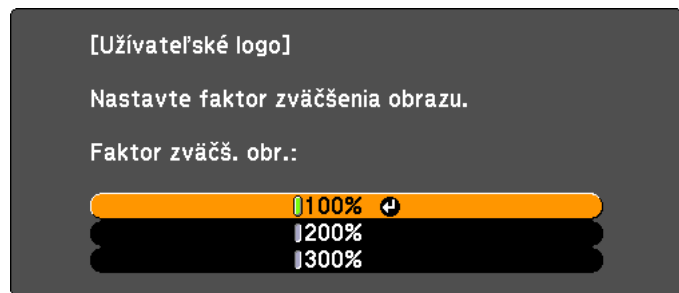 [Užívateľské logo]
Nastavte faktor zväčšenia obrazu.
Faktor zväčš. obr.:
100%
200%
300%